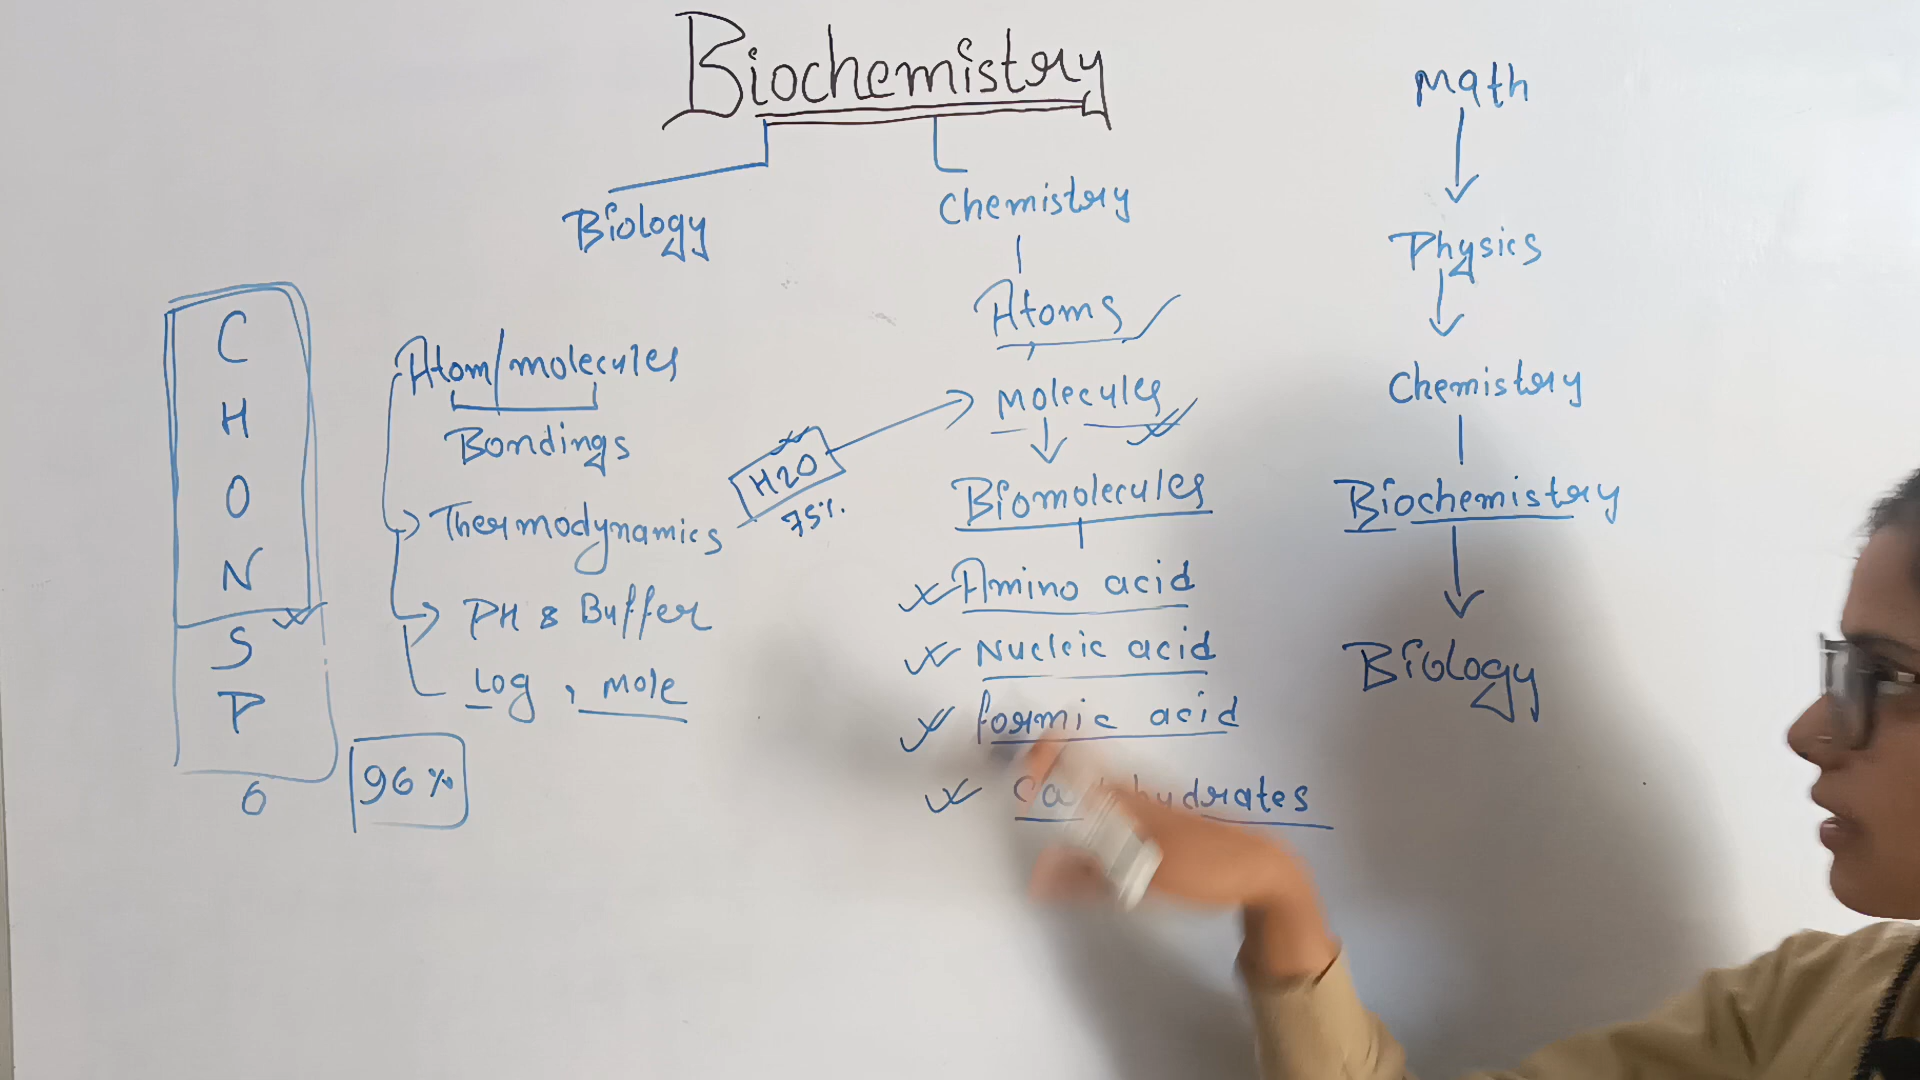 Biochemistry
Biology
Chemistry
Atoms
Molecules
Biomolecules
Amino acid
Nucleic acid
formic acid
C
H
O
N
S
P
6
96%
Atom/molecules
Bondings
Thermodynamics
H2O
75%.
PH & Buffer
Log, mole
Math
Physics
Chemistry
Biochemistry
Biology